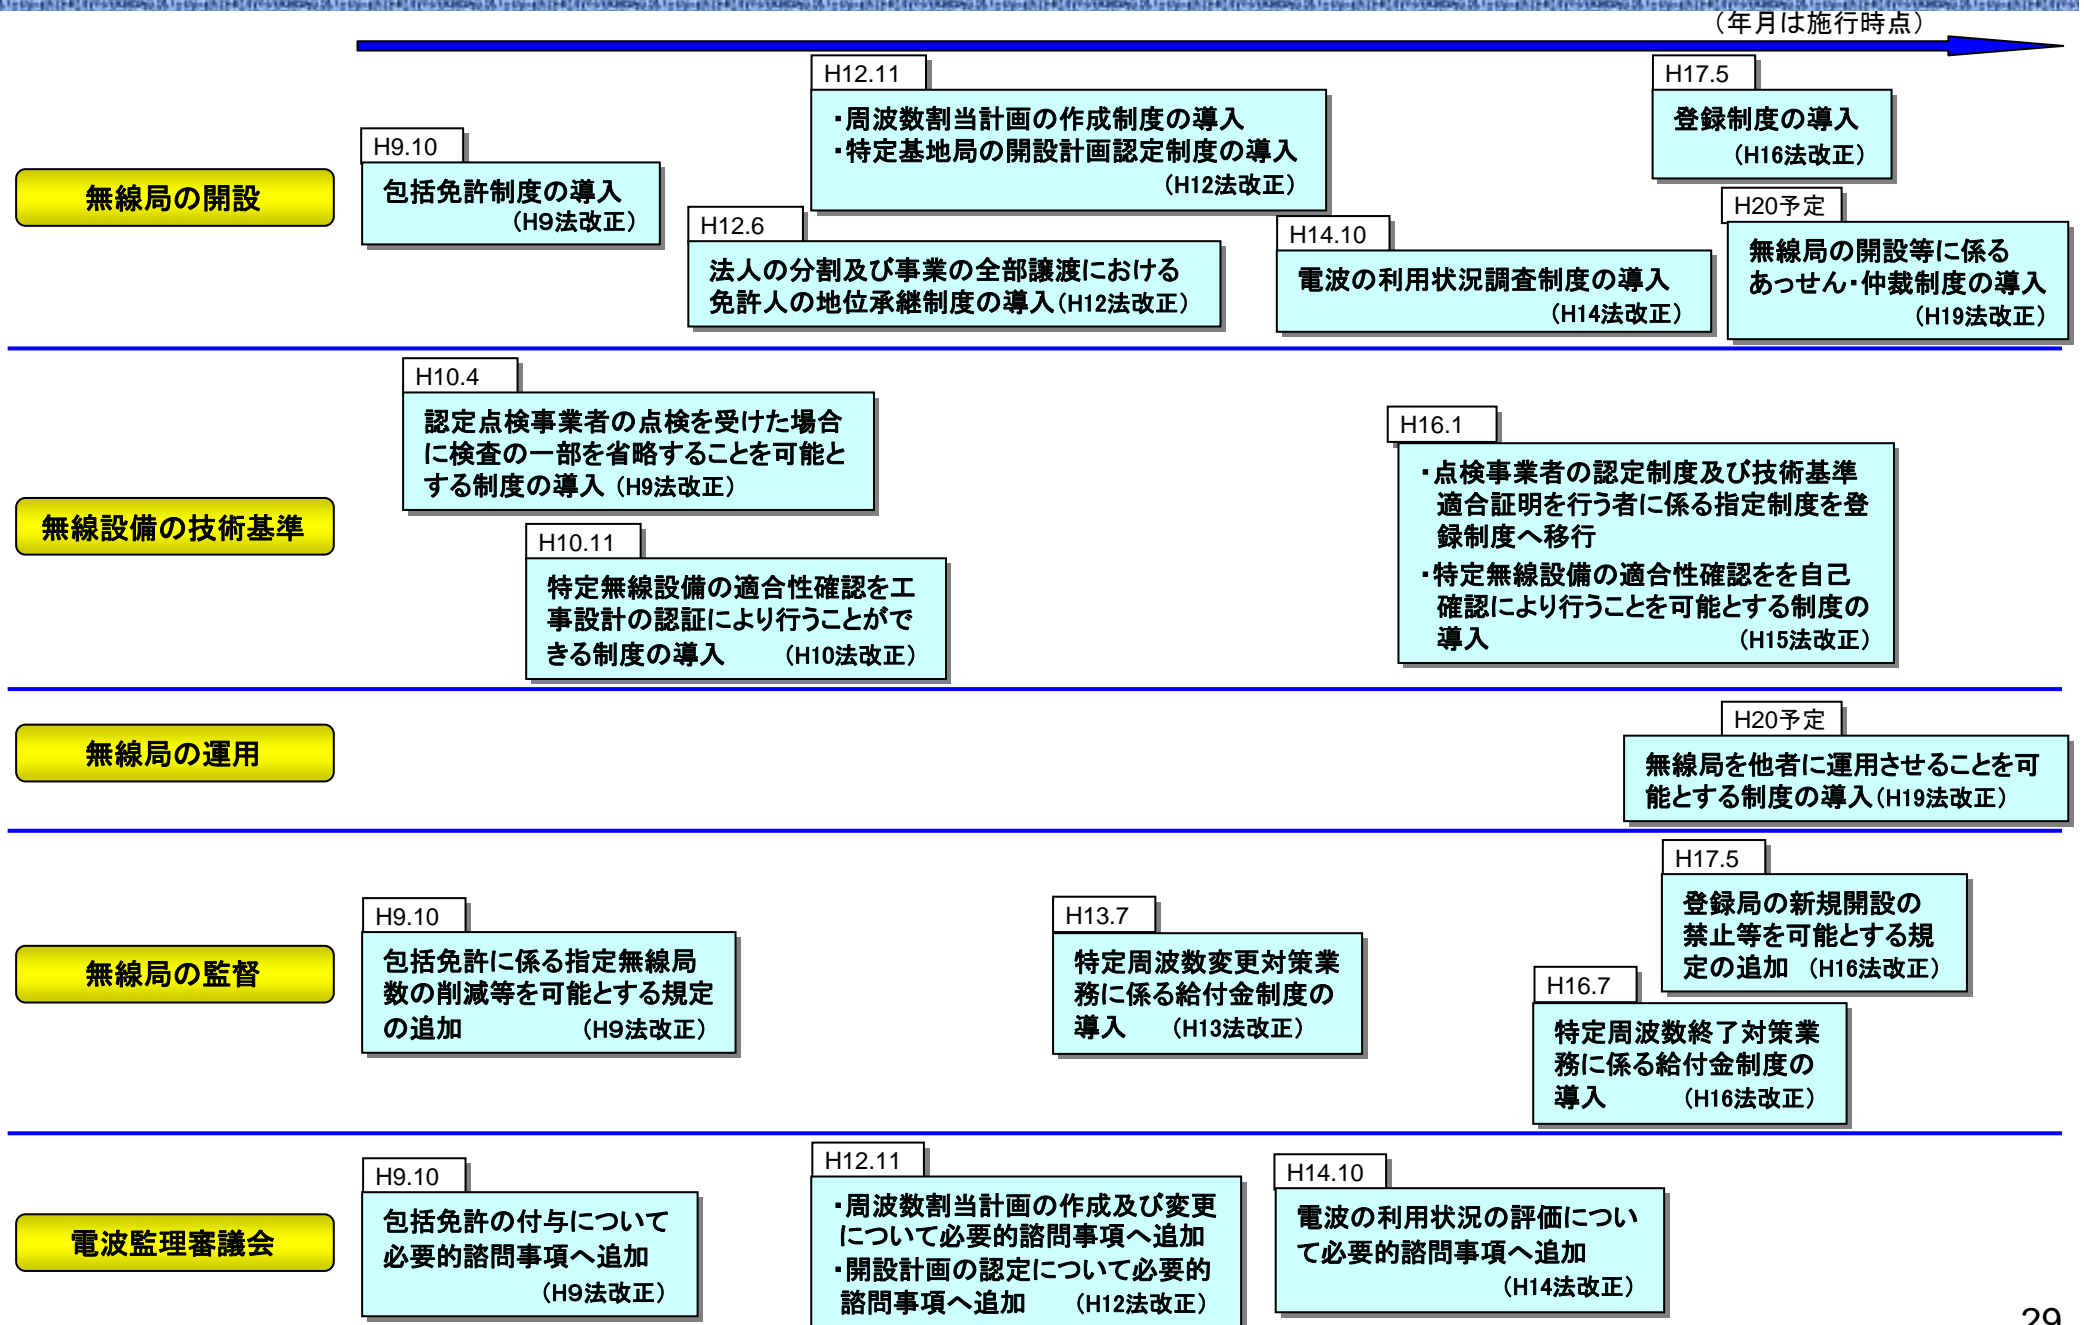 （年月は施行時点）
無線局の開設
H9.10
包括免許制度の導入
（H9法改正）
H12.11
・周波数割当計画の作成制度の導入
・特定基地局の開設計画認定制度の導入
（H12法改正）
H12.6
法人の分割及び事業の全部譲渡における
免許人の地位承継制度の導入（H12法改正）
H14.10
電波の利用状況調査制度の導入
（H14法改正）
H17.5
登録制度の導入
（H16法改正）
H20予定
無線局の開設等に係る
あっせん・仲裁制度の導入
（H19法改正）
無線設備の技術基準
H10.4
認定点検事業者の点検を受けた場合
に検査の一部を省略することを可能と
する制度の導入（H9法改正）
H10.11
特定無線設備の適合性確認を工
事設計の認証により行うことがで
きる制度の導入　（H10法改正）
H16.1
・点検事業者の認定制度及び技術基準
適合証明を行う者に係る指定制度を登
録制度へ移行
・特定無線設備の適合性確認をを自己
確認により行うことを可能とする制度の
導入　（H15法改正）
無線局の運用
H20予定
無線局を他者に運用させることを可
能とする制度の導入（H19法改正）
無線局の監督
H9.10
包括免許に係る指定無線局
数の削減等を可能とする規定
の追加　（H9法改正）
H13.7
特定周波数変更対策業
務に係る給付金制度の
導入　（H13法改正）
H17.5
登録局の新規開設の
禁止等を可能とする規
定の追加　（H16法改正）
H16.7
特定周波数終了対策業
務に係る給付金制度の
導入　（H16法改正）
電波監理審議会
H9.10
包括免許の付与について
必要的諮問事項へ追加
（H9法改正）
H12.11
・周波数割当計画の作成及び変更
について必要的諮問事項へ追加
・開設計画の認定について必要的
諮問事項へ追加　（H12法改正）
H14.10
電波の利用状況の評価につい
て必要的諮問事項へ追加
（H14法改正）
29